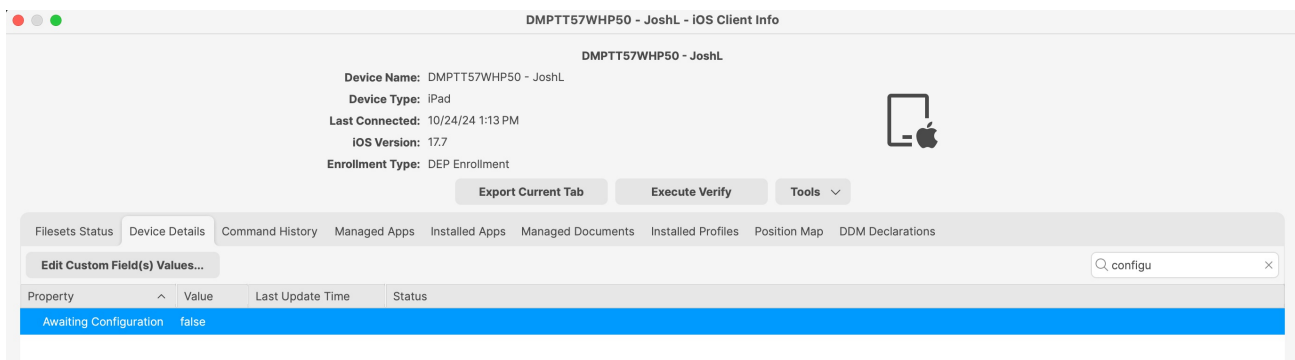 DMPTT57WHP50 - JoshL - iOS Client Info
DMPTT57WHP50 - JoshL
Device Name: DMPTT57WHP50 - JoshL
Device Type: iPad
Last Connected: 10/24/24 1:13 PM
iOS Version: 17.7
Enrollment Type: DEP Enrollment
Export Current Tab Execute Verify Tools
Filesets Status Device Details Command History Managed Apps Installed Apps Managed Documents Installed Profiles Position Map DDM Declarations
Edit Custom Field(s) Values... configu
Property Value Last Update Time Status
Awaiting Configuration false